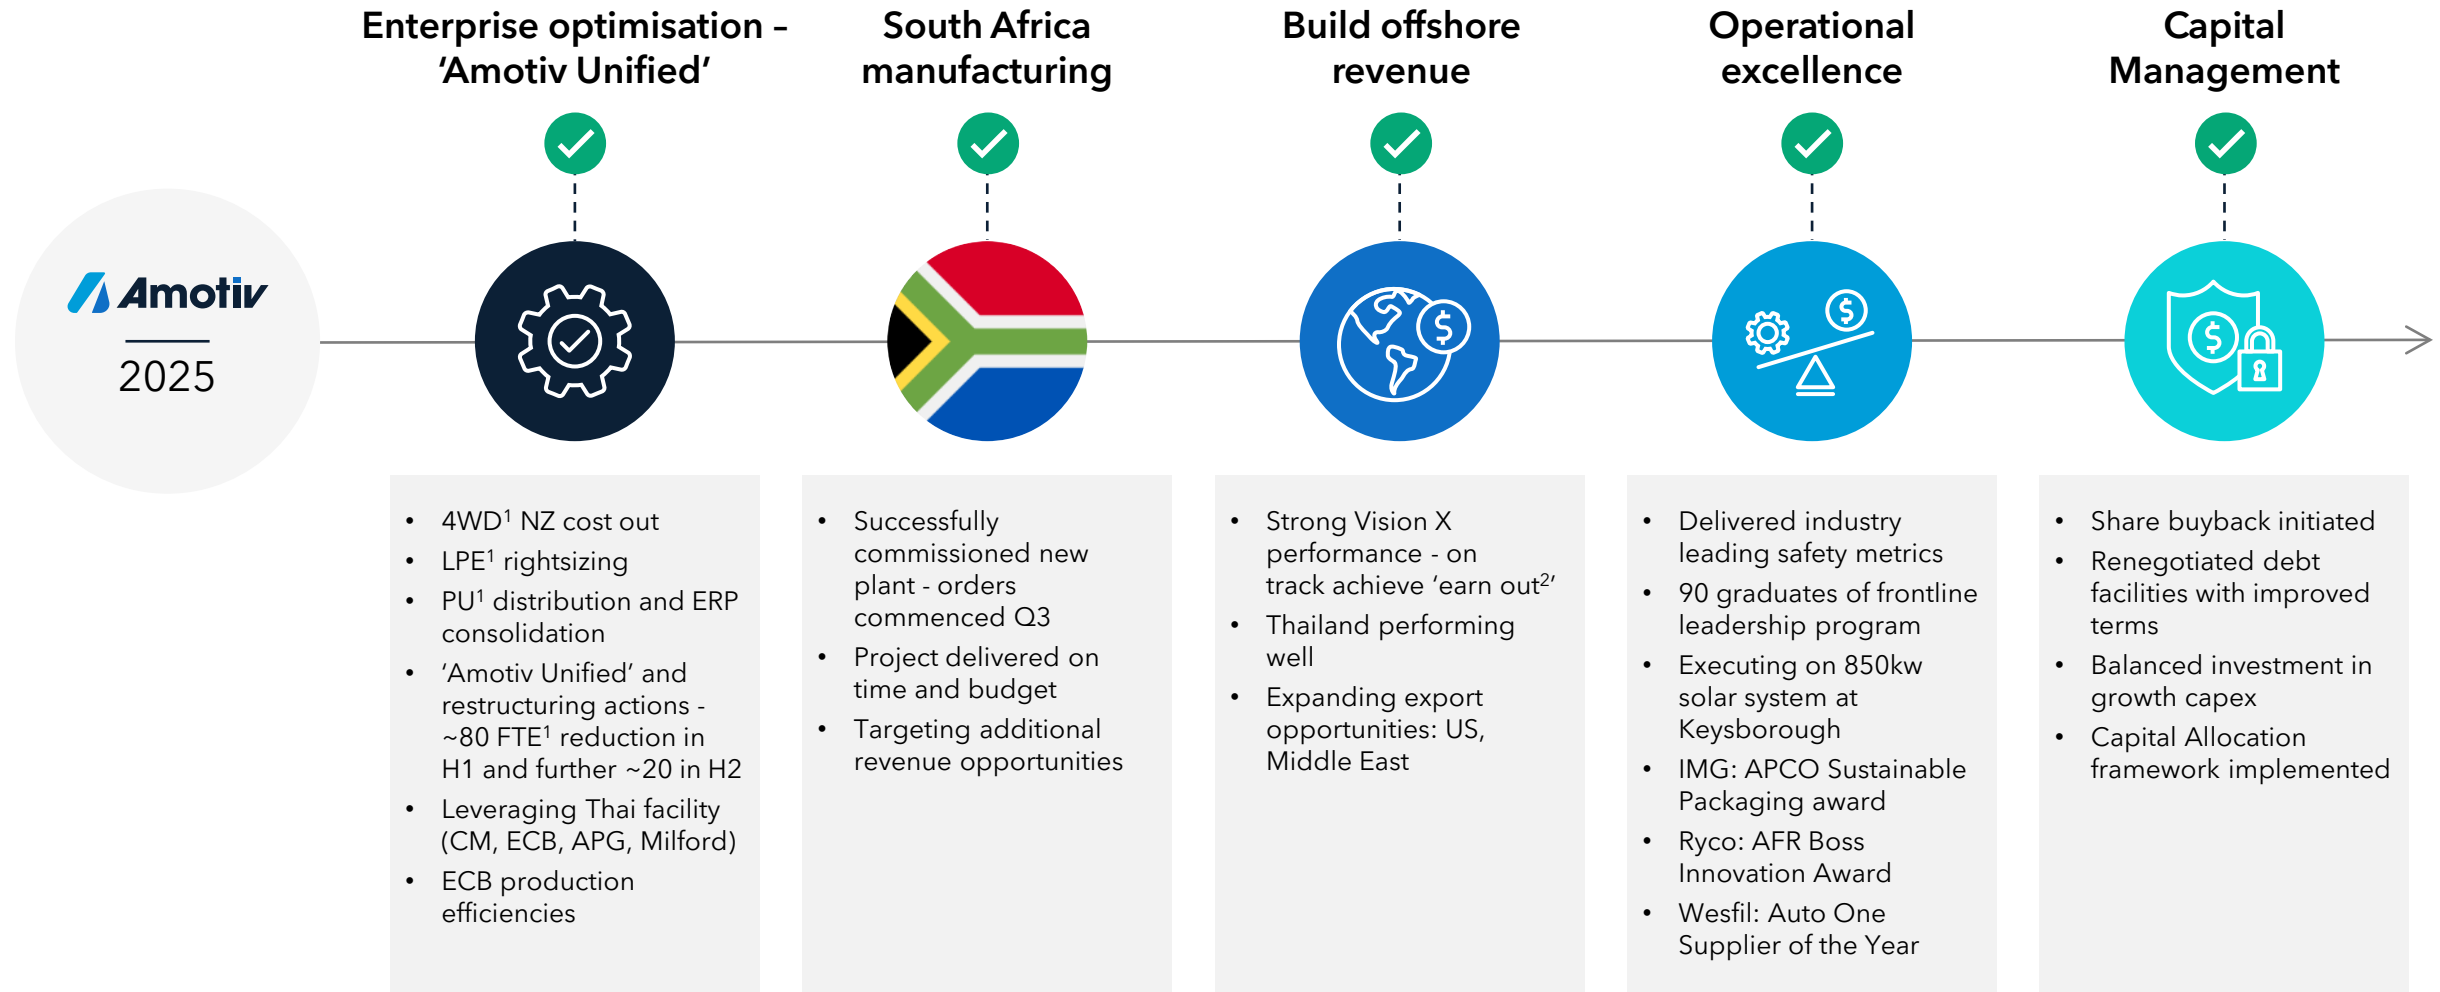 Enterprise optimisation –
‘Amotiv Unified’
South Africa
manufacturing
Build offshore
revenue
Operational
excellence
Capital
Management
Amotiv
2025
$
$
$
• 4WD¹ NZ cost out
• LPE¹ rightsizing
• PU¹ distribution and ERP
consolidation
• ‘Amotiv Unified’ and
restructuring actions -
~80 FTE¹ reduction in
H1 and further ~20 in H2
• Leveraging Thai facility
(CM, ECB, APG, Milford)
• ECB production
efficiencies
• Successfully
commissioned new
plant - orders
commenced Q3
• Project delivered on
time and budget
• Targeting additional
revenue opportunities
• Strong Vision X
performance - on
track achieve ‘earn out²’
• Thailand performing
well
• Expanding export
opportunities: US,
Middle East
• Delivered industry
leading safety metrics
• 90 graduates of frontline
leadership program
• Executing on 850kw
solar system at
Keysborough
• IMG: APCO Sustainable
Packaging award
• Ryco: AFR Boss
Innovation Award
• Wesfil: Auto One
Supplier of the Year
• Share buyback initiated
• Renegotiated debt
facilities with improved
terms
• Balanced investment in
growth capex
• Capital Allocation
framework implemented